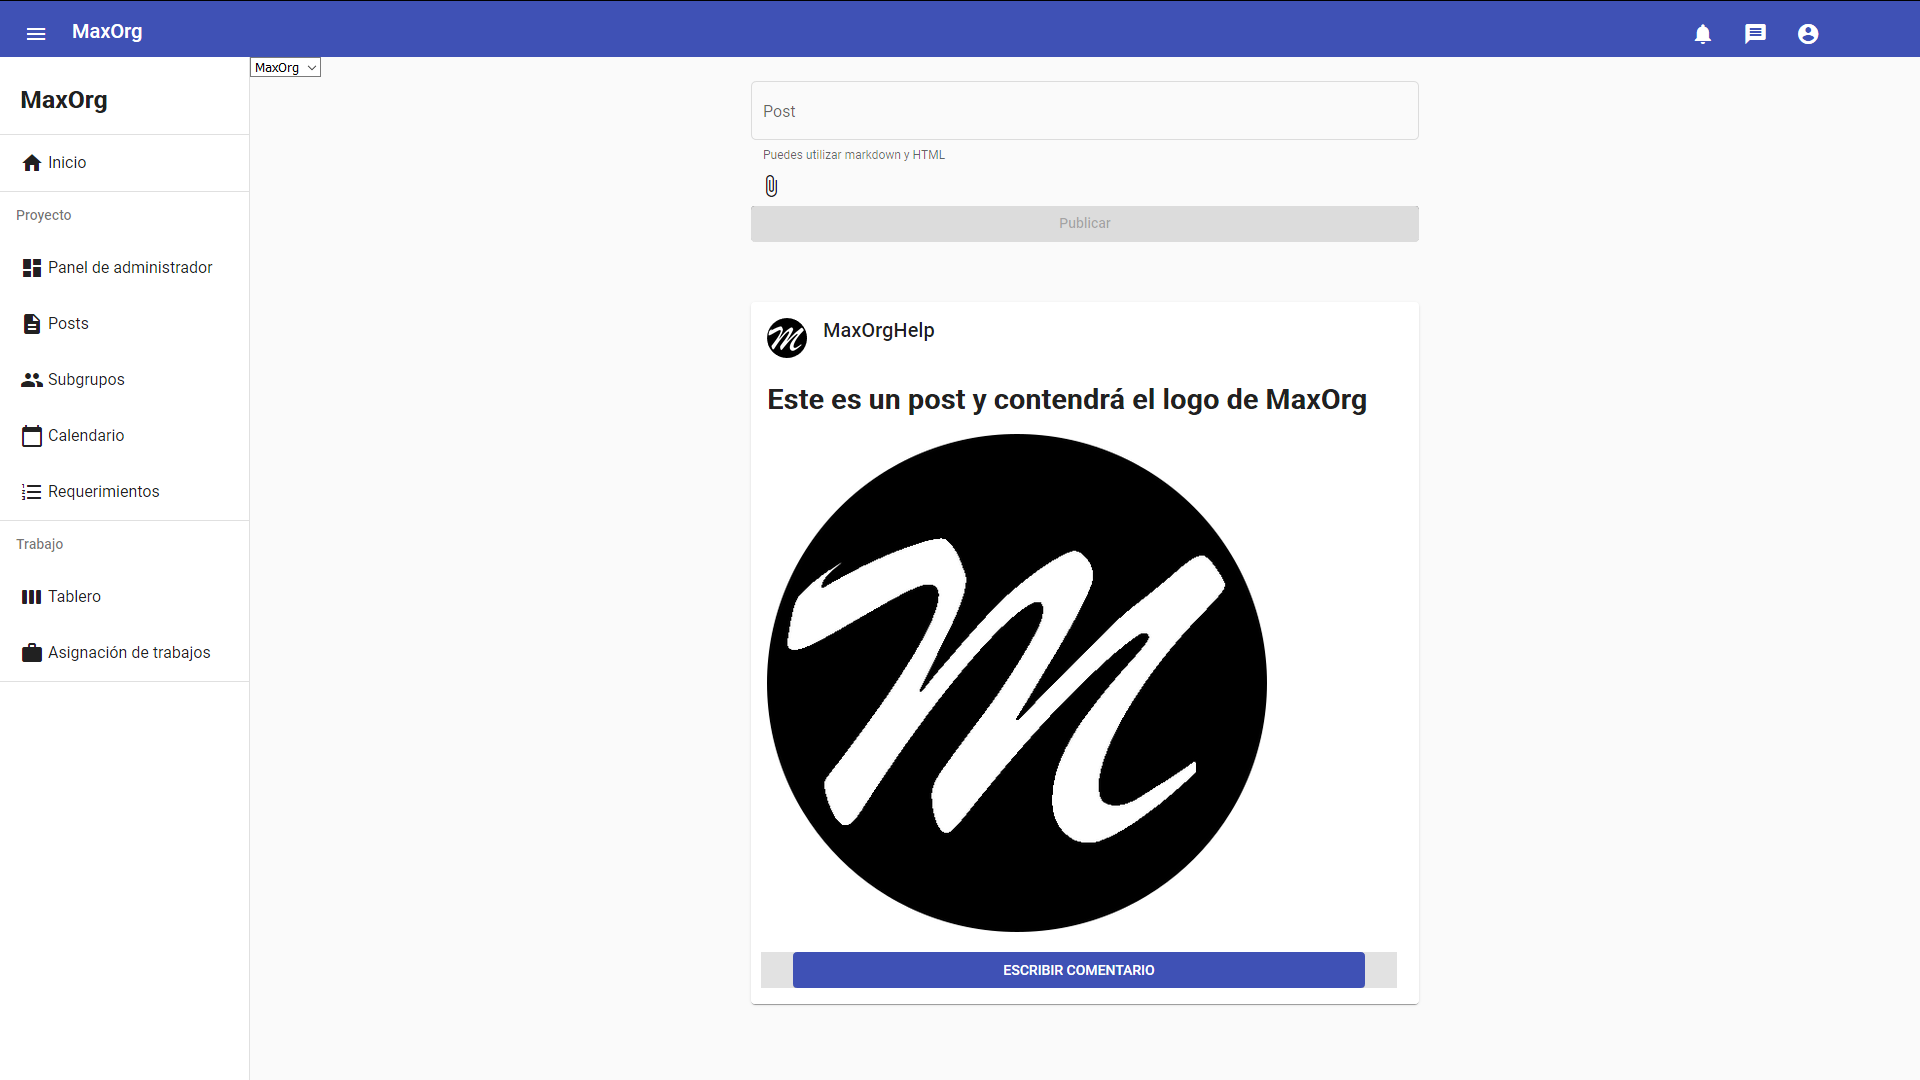 MaxOrg
MaxOrg
MaxOrg
Inicio
Proyecto
Panel de administrador
Posts
Subgrupos
Calendario
Requerimientos
Trabajo
Tablero
Asignación de trabajos
Post
Puedes utilizar markdown y HTML
Publicar
MaxOrgHelp
Este es un post y contendrá el logo de MaxOrg
M
ESCRIBIR COMENTARIO